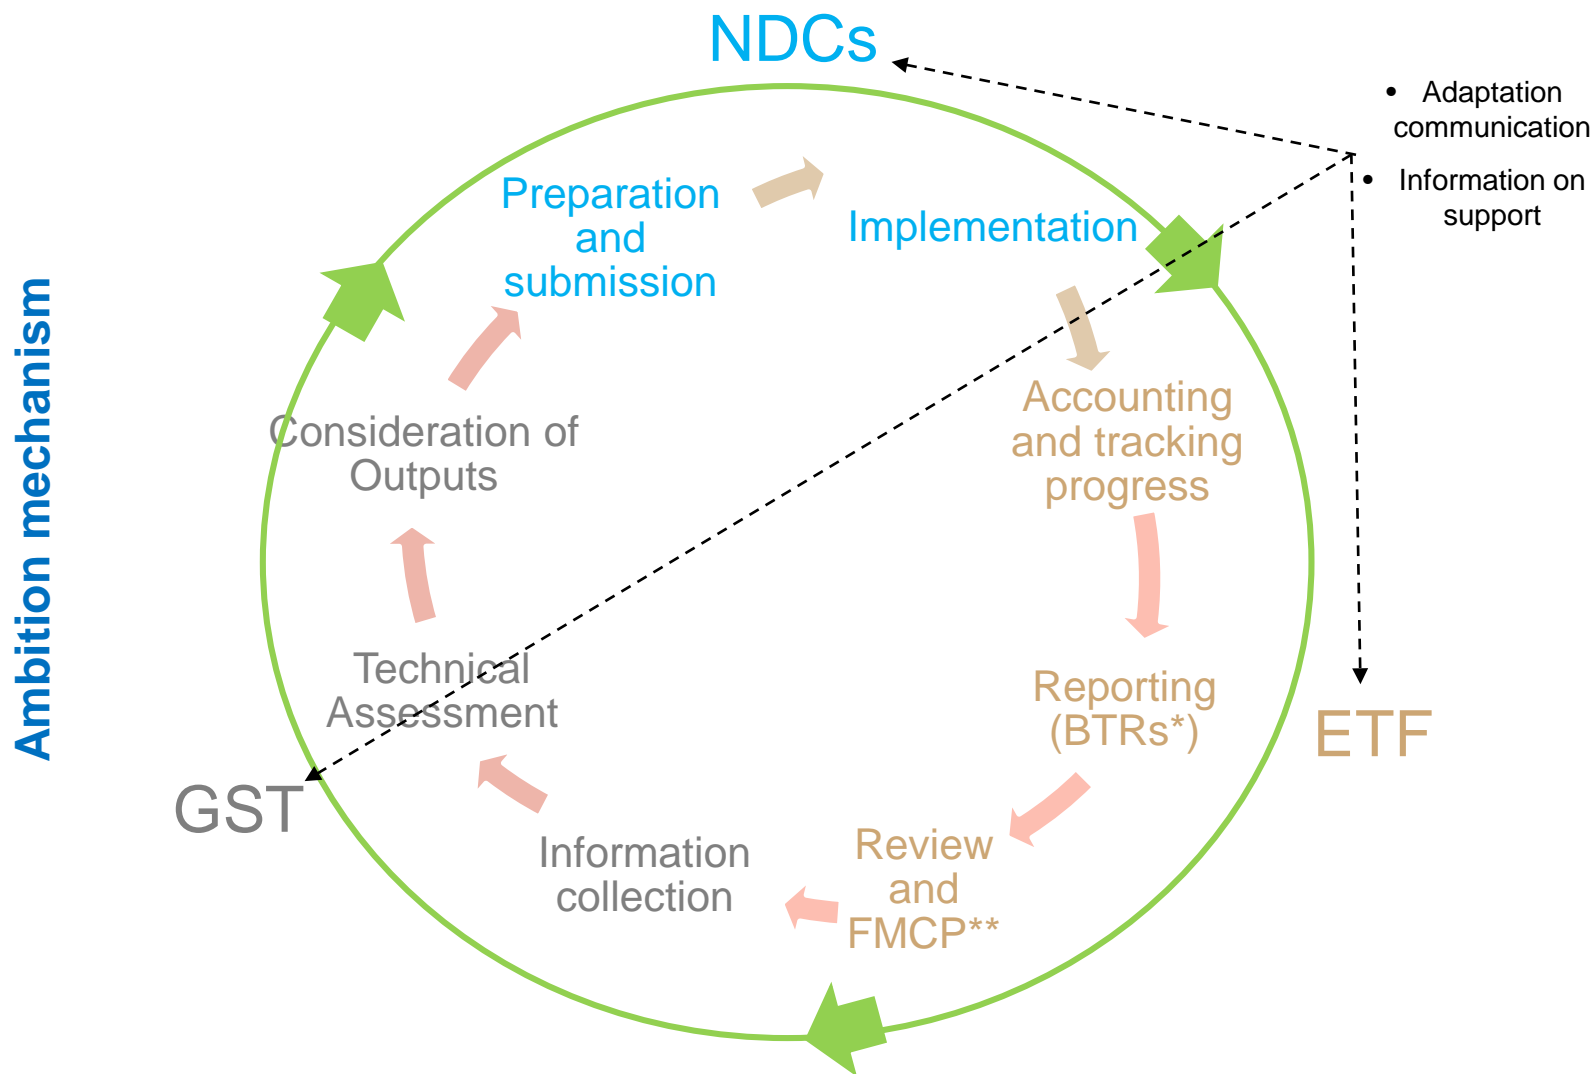 NDCs
• Adaptation
communication
• Information on
support
Preparation
and
submission
Implementation
Ambition mechanism
Accounting
and tracking
progress
Consideration of
Outputs
Technical
Assessment
Reporting
(BTRs*)
ETF
GST
Information
collection
Review
and
FMCP**